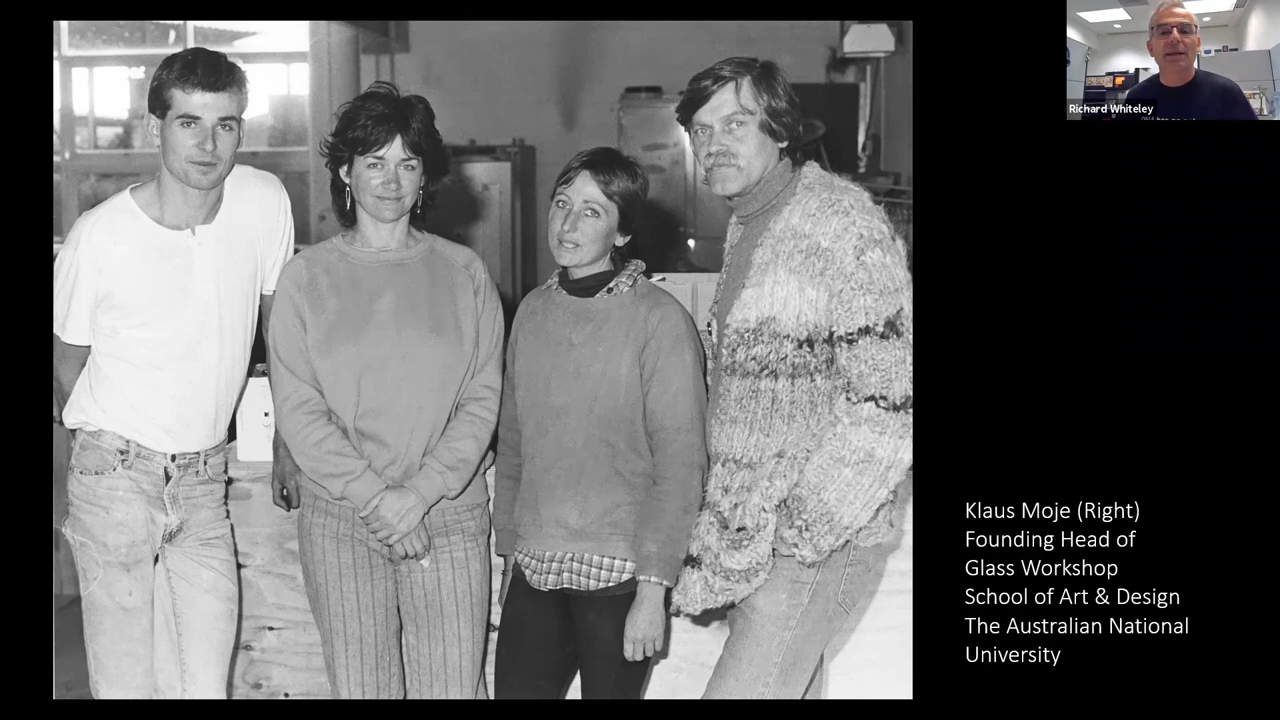 Richard Whiteley
Klaus Moje (Right)
Founding Head of
Glass Workshop
School of Art & Design
The Australian National
University